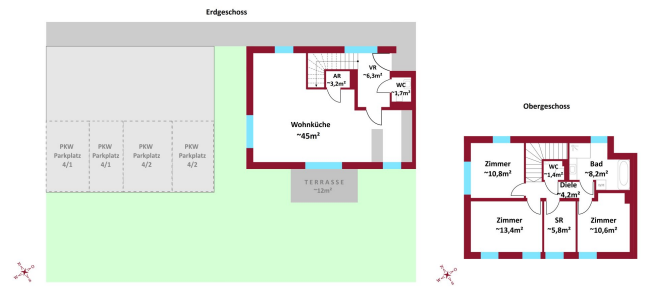 Erdgeschoss
AR
~3,2m²
VR
~6,3m²
WC
~1,7m²
Wohnküche
~45m²
PKW
Parkplatz
4/1
PKW
Parkplatz
4/1
PKW
Parkplatz
4/2
PKW
Parkplatz
4/2
TERRASSE
~12m²
Obergeschoss
Zimmer
~10,8m²
WC
~1,4m²
Bad
~8,2m²
Diele
~4,2m²
Zimmer
~13,4m²
SR
~5,8m²
Zimmer
~10,6m²